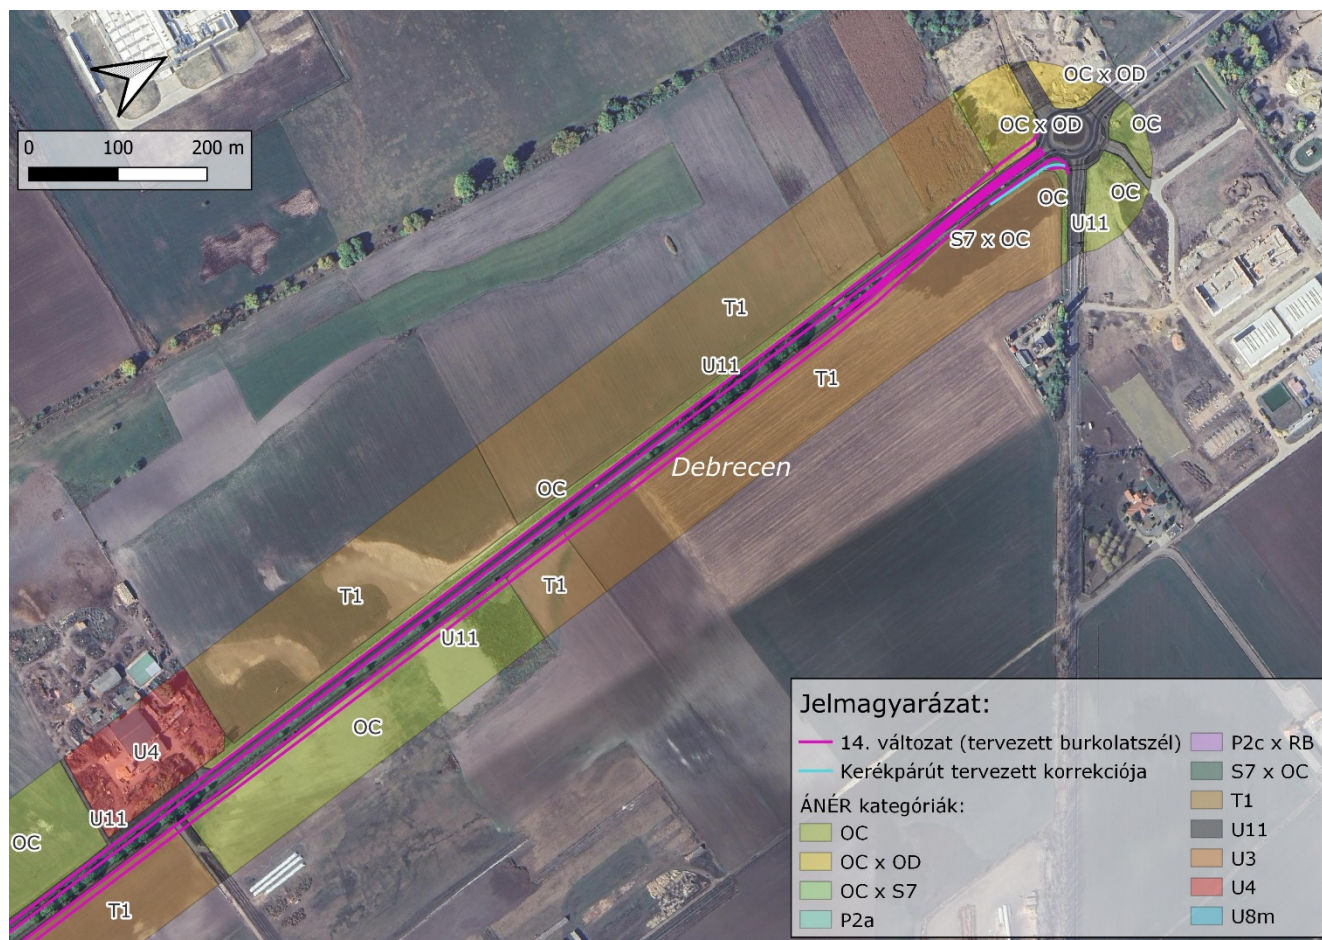 0 100 200 m
OC x OD
OC x OD
OC
OC
OC
U11
S7 x OC
T1
U11
T1
Debrecen
OC
T1
T1
U11
OC
U4
U11
OC
T1
Jelmagyarázat:
14. változat (tervezett burkolatszél)
Kerékpárút tervezett korrekciója
ÁNÉR kategóriák:
OC
OC x OD
OC x S7
P2a
P2c x RB
S7 x OC
T1
U11
U3
U4
U8m